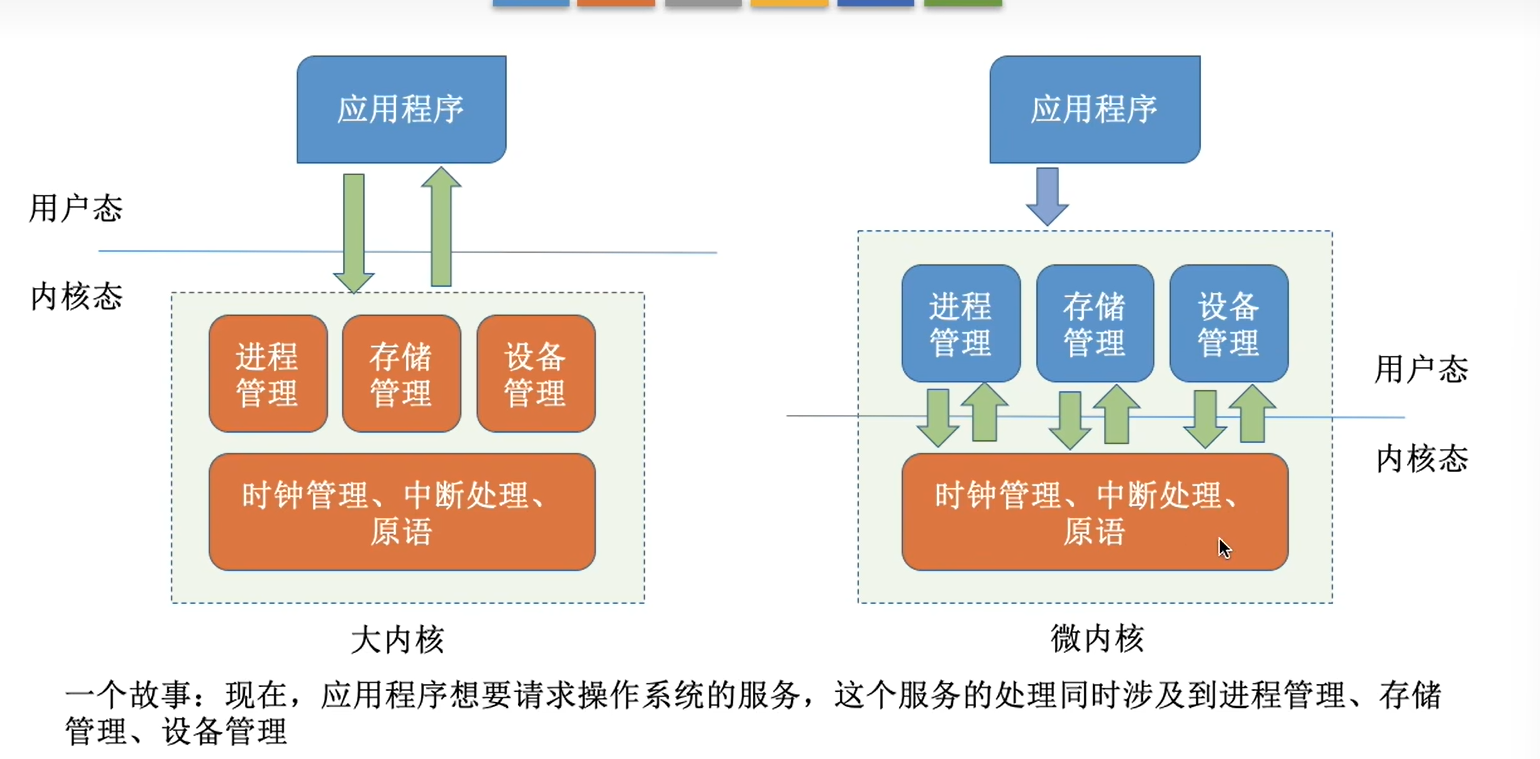 应用程序
应用程序
用户态
内核态
进程
管理
存储
管理
设备
管理
时钟管理、中断处理、
原语
大内核
进程
管理
存储
管理
设备
管理
用户态
内核态
时钟管理、中断处理、
原语
微内核
一个故事：现在，应用程序想要请求操作系统的服务，这个服务的处理同时涉及到进程管理、存储
管理、设备管理